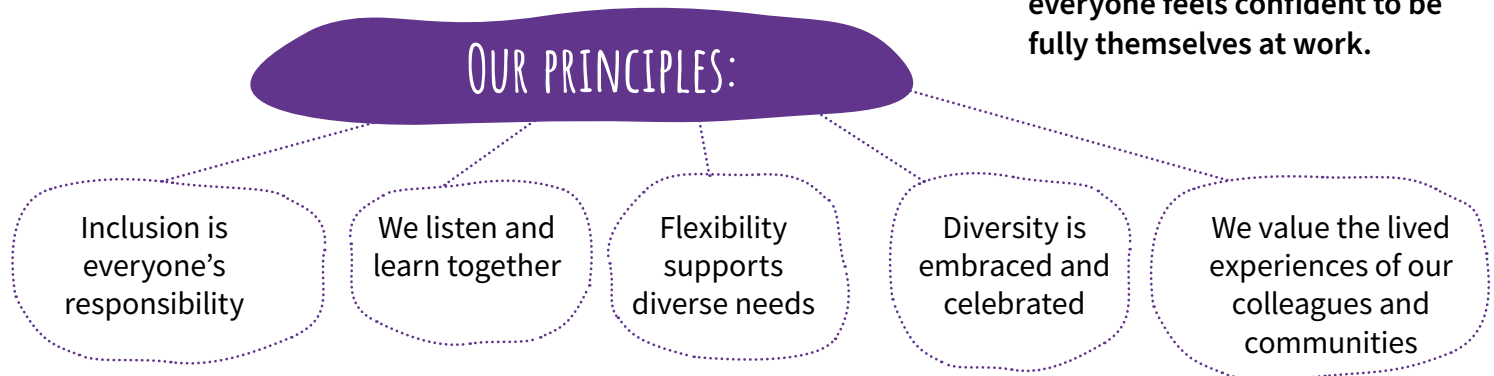 everyone feels confident to be
fully themselves at work.
OUR PRINCIPLES:
Inclusion is
everyone’s
responsibility
We listen and
learn together
Flexibility
supports
diverse needs
Diversity is
embraced and
celebrated
We value the lived
experiences of our
colleagues and
communities